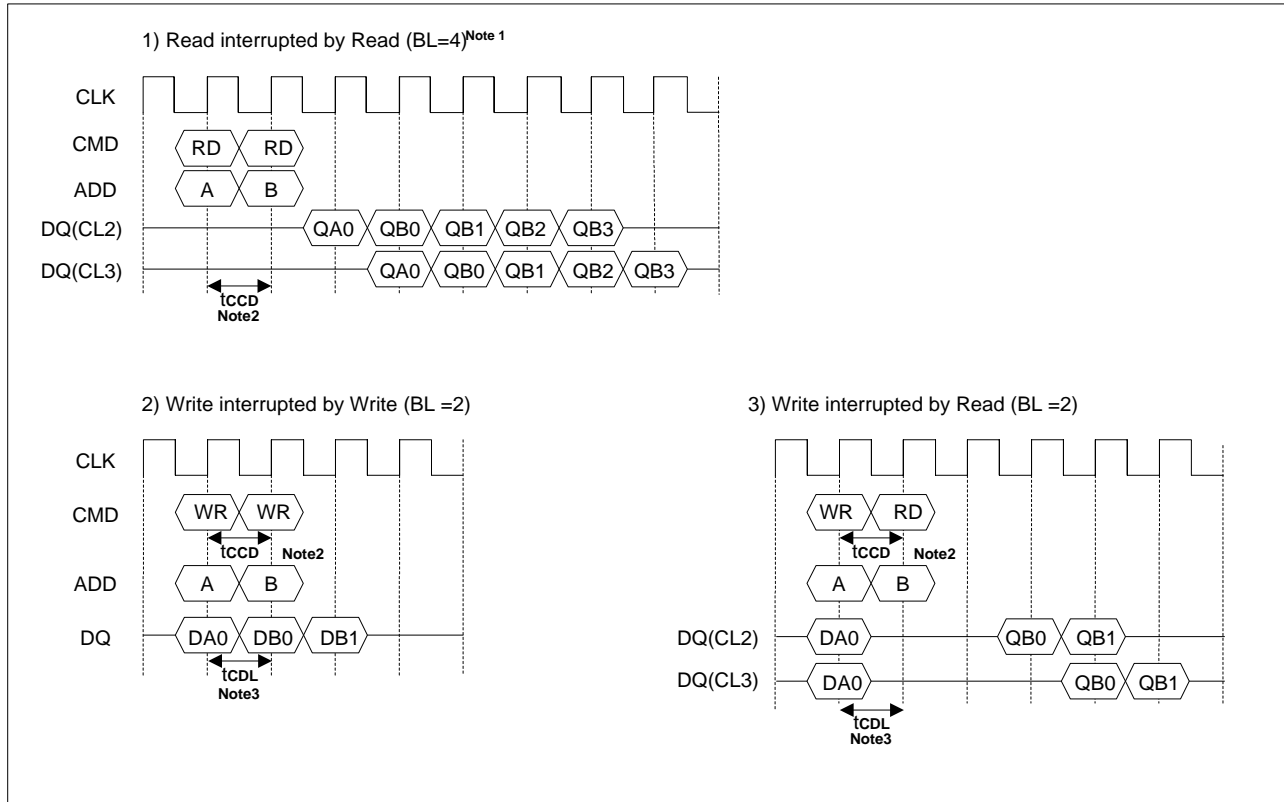 1) Read interrupted by Read (BL=4)Note 1
CLK
CMD RD RD
ADD A B
DQ(CL2) QA0 QB0 QB1 QB2 QB3
DQ(CL3) QA0 QB0 QB1 QB2 QB3
tCCD
Note2
2) Write interrupted by Write (BL =2)
CLK
CMD WR WR
tCCD Note2
ADD A B
DQ DA0 DB0 DB1
tCDL
Note3
3) Write interrupted by Read (BL =2)
CLK
CMD WR RD
tCCD Note2
ADD A B
DQ(CL2) DA0 QB0 QB1
DQ(CL3) DA0 QB0 QB1
tCDL
Note3